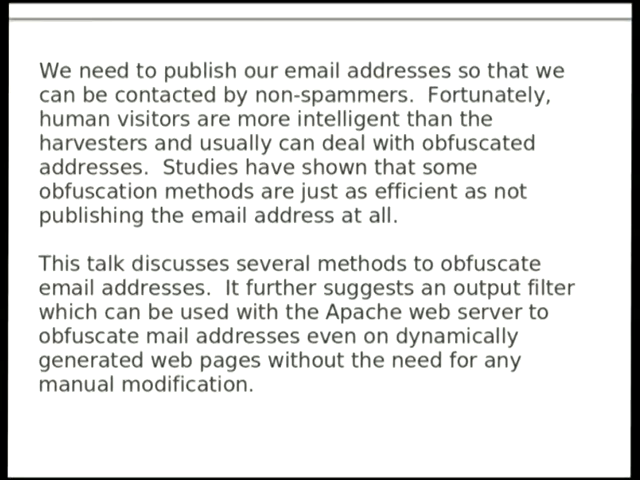 We need to publish our email addresses so that we
can be contacted by non-spammers.  Fortunately,
human visitors are more intelligent than the
harvesters and usually can deal with obfuscated
addresses.  Studies have shown that some
obfuscation methods are just as efficient as not
publishing the email address at all.

This talk discusses several methods to obfuscate
email addresses.  It further suggests an output filter
which can be used with the Apache web server to
obfuscate mail addresses even on dynamically
generated web pages without the need for any
manual modification.